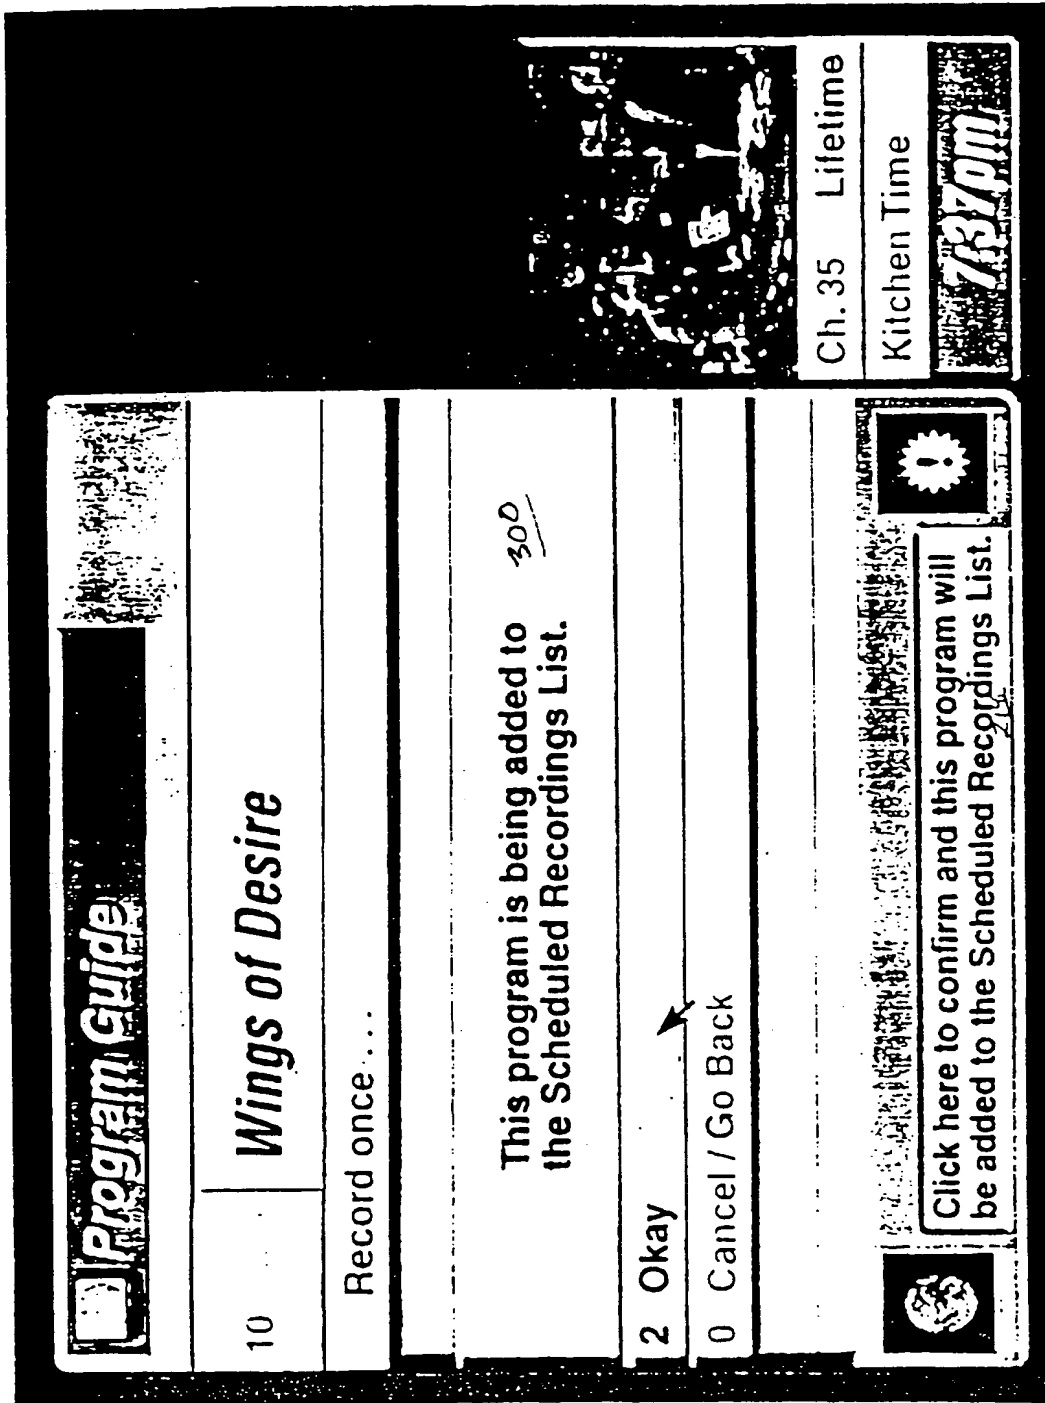 Program Guide
10 Wings of Desire
Record once...
This program is being added to
the Scheduled Recordings List.
300
2 Okay
0 Cancel / Go Back
Click here to confirm and this program will
be added to the Scheduled Recordings List.
Ch. 35 Lifetime
Kitchen Time
7:37pm